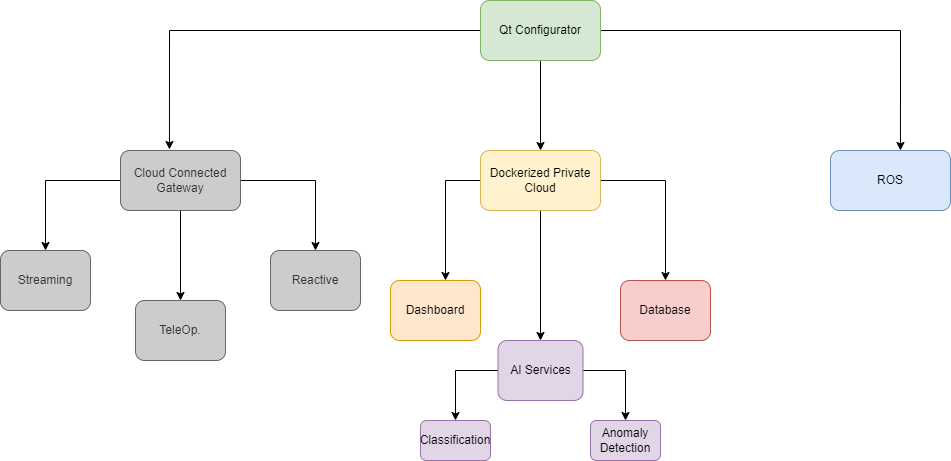 Qt Configurator
Cloud Connected
Gateway
Dockerized Private
Cloud
ROS
Streaming
TeleOp.
Reactive
Dashboard
Database
AI Services
Classification
Anomaly
Detection